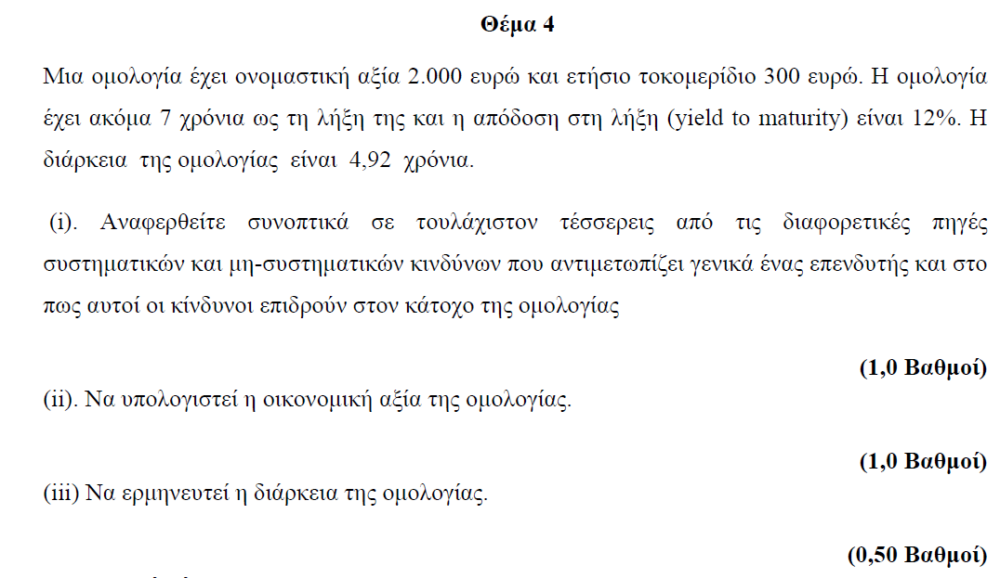 Θέμα 4
Μια ομολογία έχει ονομαστική αξία 2.000 ευρώ και ετήσιο τοκομερίδιο 300 ευρώ. Η ομολογία
έχει ακόμα 7 χρόνια ως τη λήξη της και η απόδοση στη λήξη (yield to maturity) είναι 12%. Η
διάρκεια της ομολογίας είναι 4,92 χρόνια.
(i). Αναφερθείτε συνοπτικά σε τουλάχιστον τέσσερεις από τις διαφορετικές πηγές
συστηματικών και μη-συστηματικών κινδύνων που αντιμετωπίζει γενικά ένας επενδυτής και στο
πως αυτοί οι κίνδυνοι επιδρούν στον κάτοχο της ομολογίας
(1,0 Βαθμοί)
(ii). Να υπολογιστεί η οικονομική αξία της ομολογίας.
(1,0 Βαθμοί)
(iii) Να ερμηνευτεί η διάρκεια της ομολογίας.
(0,50 Βαθμοί)